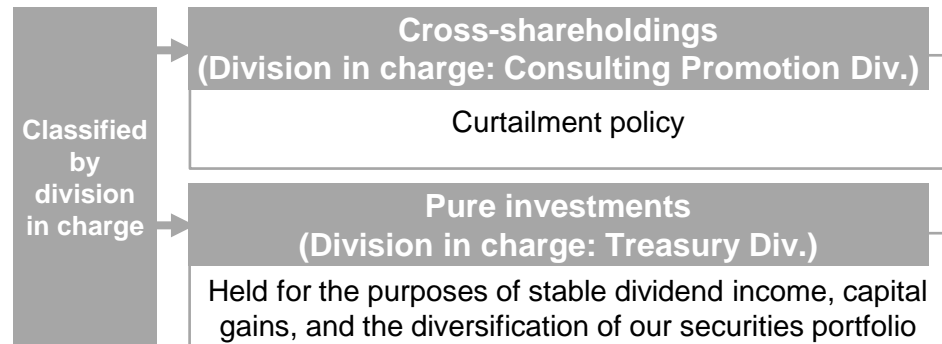 Classified
by
division
in charge
Cross-shareholdings
(Division in charge: Consulting Promotion Div.)
Curtailment policy
Pure investments
(Division in charge: Treasury Div.)
Held for the purposes of stable dividend income, capital
gains, and the diversification of our securities portfolio